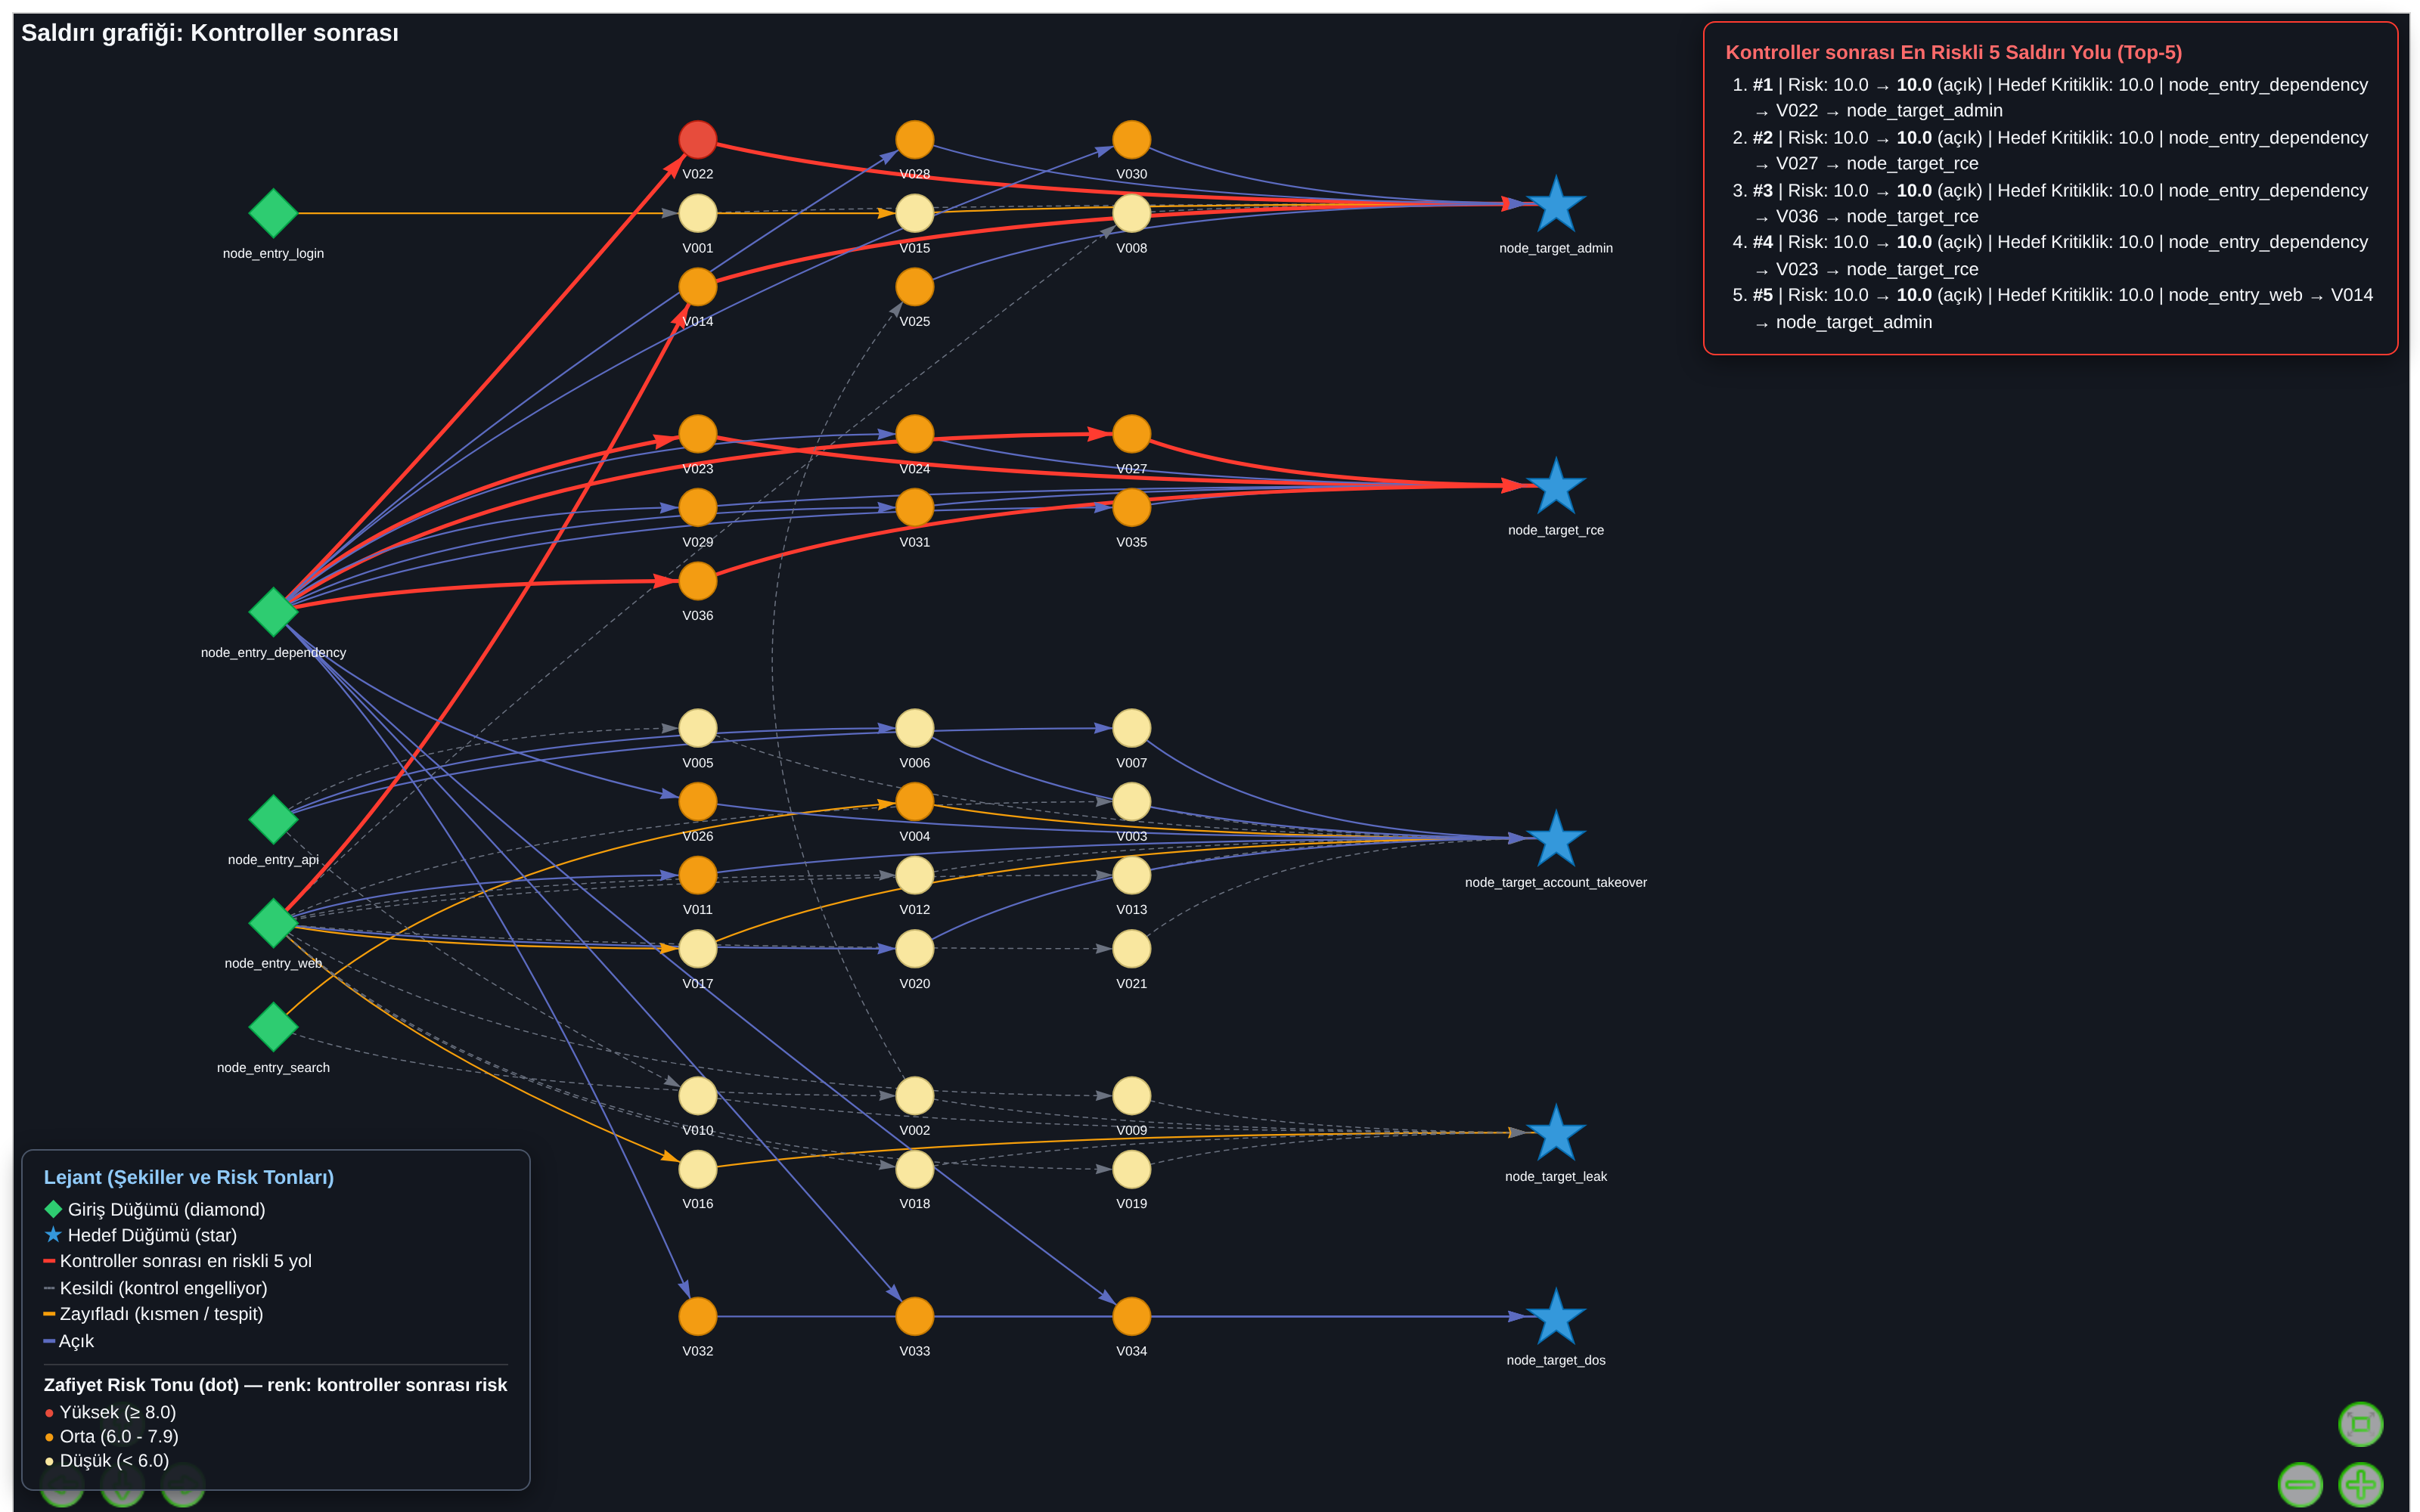 Saldırı grafiği: Kontroller sonrası
Kontroller sonrası En Riskli 5 Saldırı Yolu (Top-5)
1. #1 | Risk: 10.0 → 10.0 (açık) | Hedef Kritiklik: 10.0 | node_entry_dependency
→ V022 → node_target_admin
2. #2 | Risk: 10.0 → 10.0 (açık) | Hedef Kritiklik: 10.0 | node_entry_dependency
→ V027 → node_target_rce
3. #3 | Risk: 10.0 → 10.0 (açık) | Hedef Kritiklik: 10.0 | node_entry_dependency
→ V036 → node_target_rce
4. #4 | Risk: 10.0 → 10.0 (açık) | Hedef Kritiklik: 10.0 | node_entry_dependency
→ V023 → node_target_rce
5. #5 | Risk: 10.0 → 10.0 (açık) | Hedef Kritiklik: 10.0 | node_entry_web → V014
→ node_target_admin
V022
V028
V030
node_entry_login
V001
V015
V008
node_target_admin
V014
V025
V023
V024
V027
V029
V031
V035
node_target_rce
V036
node_entry_dependency
V005
V006
V007
V026
V004
V003
node_entry_api
node_target_account_takeover
V011
V012
V013
node_entry_web
V017
V020
V021
node_entry_search
V010
V002
V009
node_target_leak
V016
V018
V019
V032
V033
V034
node_target_dos
Lejant (Şekiller ve Risk Tonları)
Giriş Düğümü (diamond)
Hedef Düğümü (star)
Kontroller sonrası en riskli 5 yol
Kesildi (kontrol engelliyor)
Zayıfladı (kısmen / tespit)
Açık
Zafiyet Risk Tonu (dot) — renk: kontroller sonrası risk
Yüksek (≥ 8.0)
Orta (6.0 - 7.9)
Düşük (< 6.0)